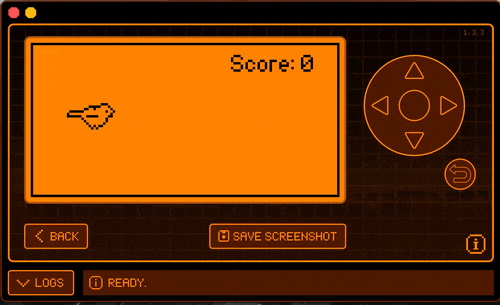 1.3.3
Score: 0
BACK
SAVE SCREENSHOT
LOGS
READY.